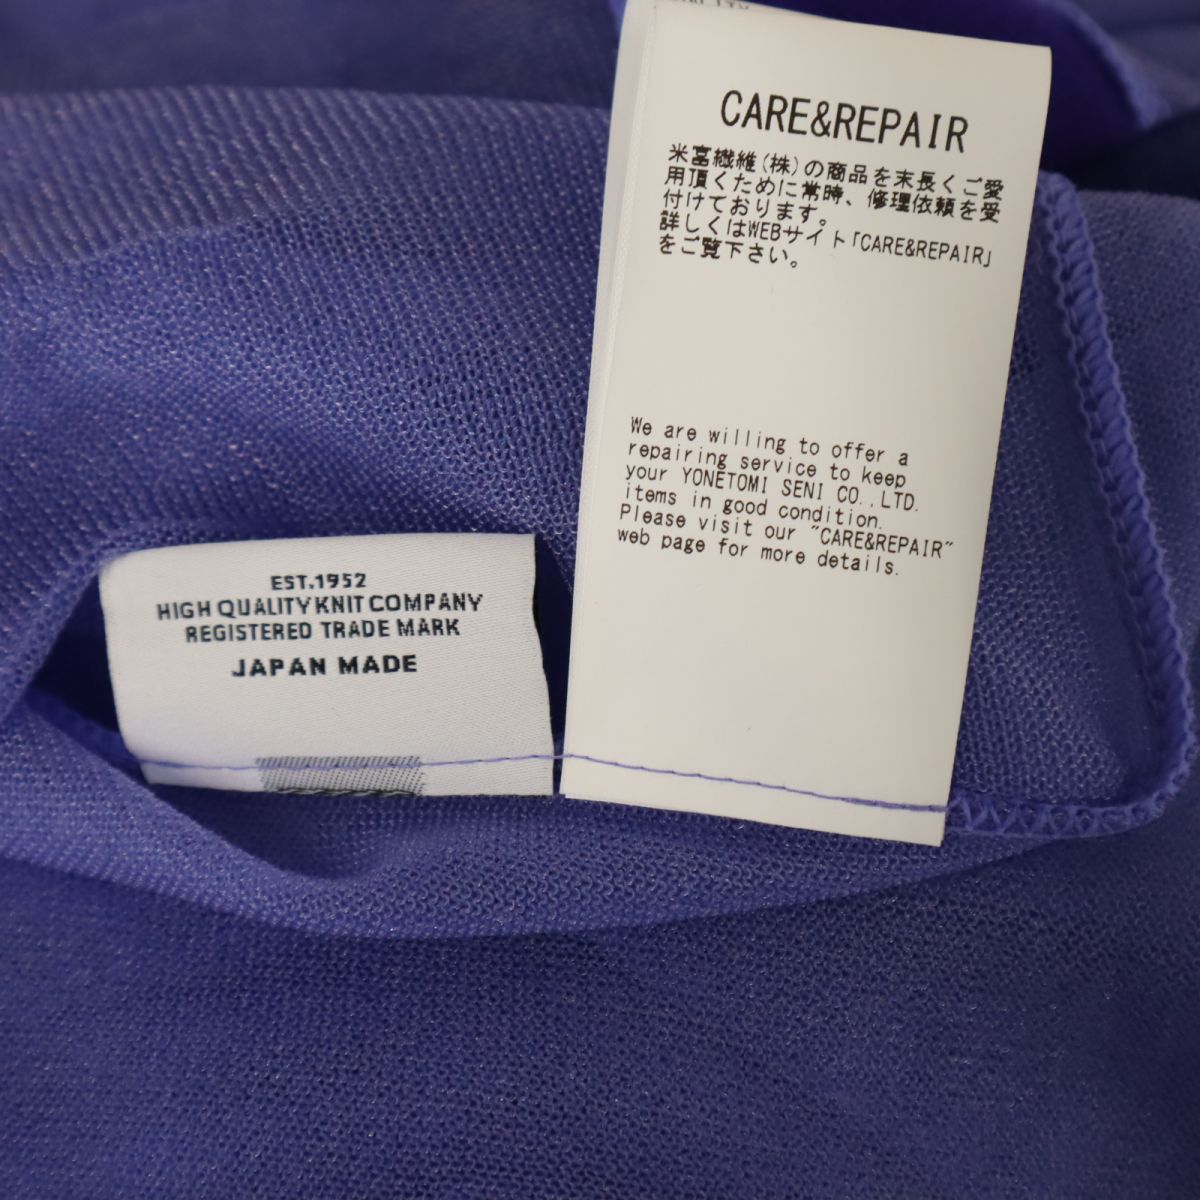 CARE&REPAIR
米富繊維(株)の商品を末長くご愛
用頂くために常時、修理依頼を受
付けております。
詳しくはWEBサイト「CARE&REPAIR」
をご覧下さい。
We are willing to offer a
repairing service to keep
your YONETOMI SENI CO.,LTD.
items in good condition.
Please visit our "CARE&REPAIR"
web page for more details.
EST.1952
HIGH QUALITY KNIT COMPANY
REGISTERED TRADE MARK
JAPAN MADE